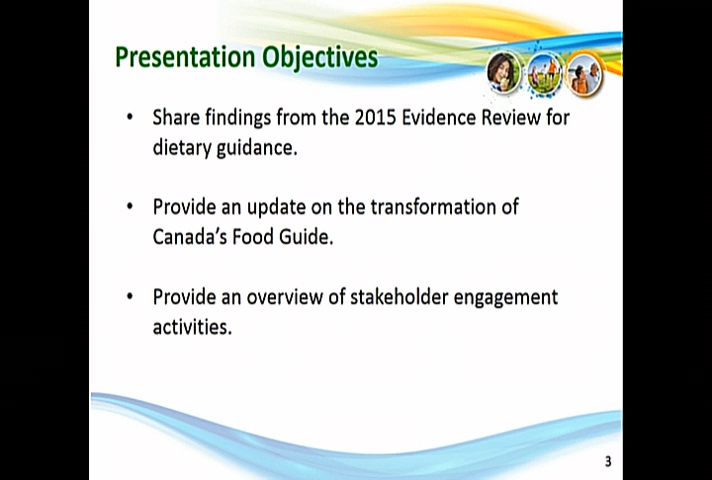 Presentation Objectives
• Share findings from the 2015 Evidence Review for
dietary guidance.
• Provide an update on the transformation of
Canada's Food Guide.
• Provide an overview of stakeholder engagement
activities.
3